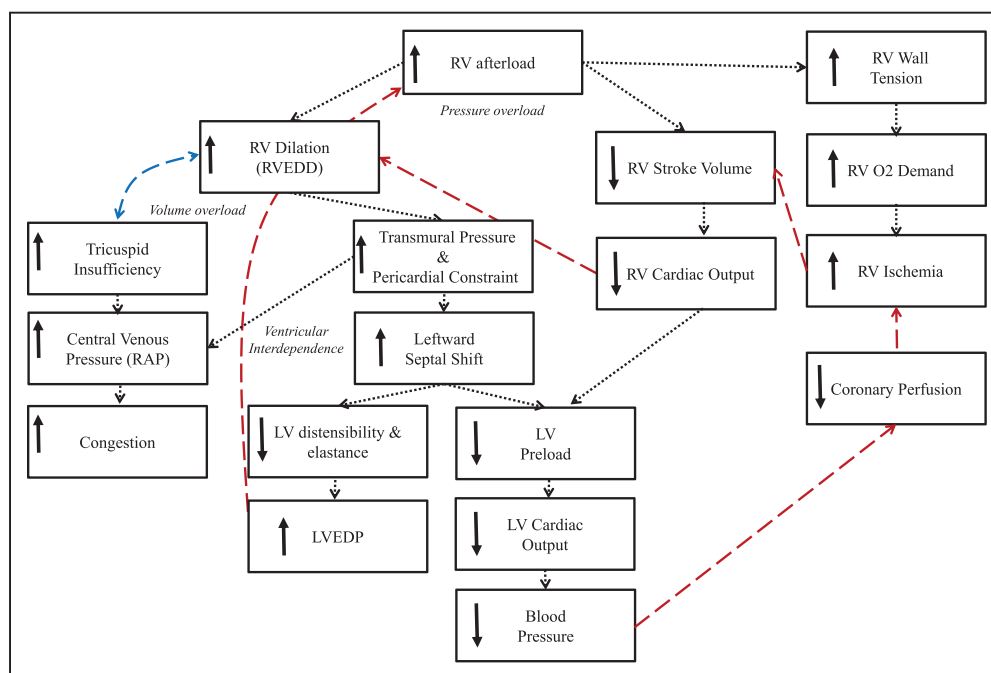 RV afterload
RV Wall
Tension
Pressure overload
RV Dilation
(RVEDD)
RV Stroke Volume
RV O2 Demand
Volume overload
Tricuspid
Insufficiency
Transmural Pressure
&
Pericardial Constraint
RV Cardiac Output
RV Ischemia
Central Venous
Pressure (RAP)
Ventricular
Interdependence
Leftward
Septal Shift
Coronary Perfusion
Congestion
LV distensibility &
elastance
LV
Preload
LVEDP
LV Cardiac
Output
Blood
Pressure